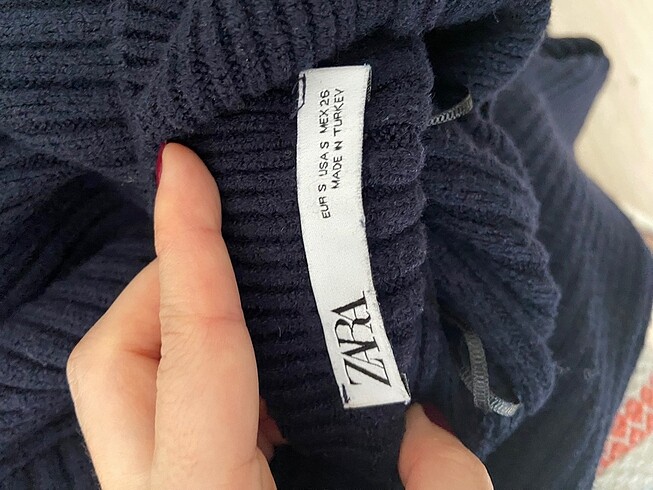 ZARA
EUR S USA S MEX 26
MADE IN TURKEY